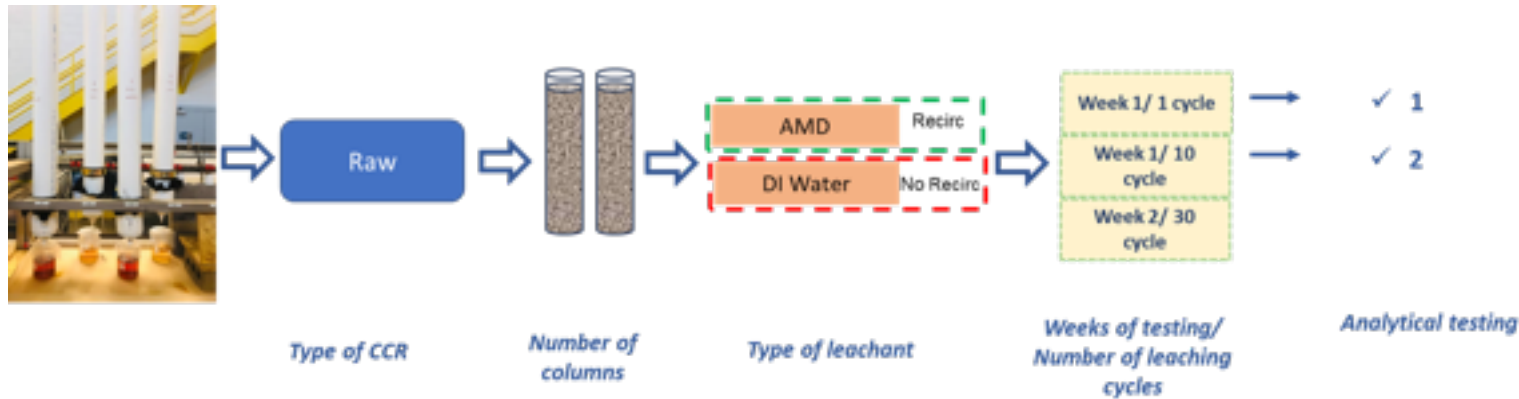 Raw
AMD
Recirc
DI Water
No Recirc
Week 1/ 1 cycle
Week 1/ 10
cycle
Week 2/ 30
cycle
✓ 1
✓ 2
Type of CCR
Number of
columns
Type of leachant
Weeks of testing/
Number of leaching
cycles
Analytical testing